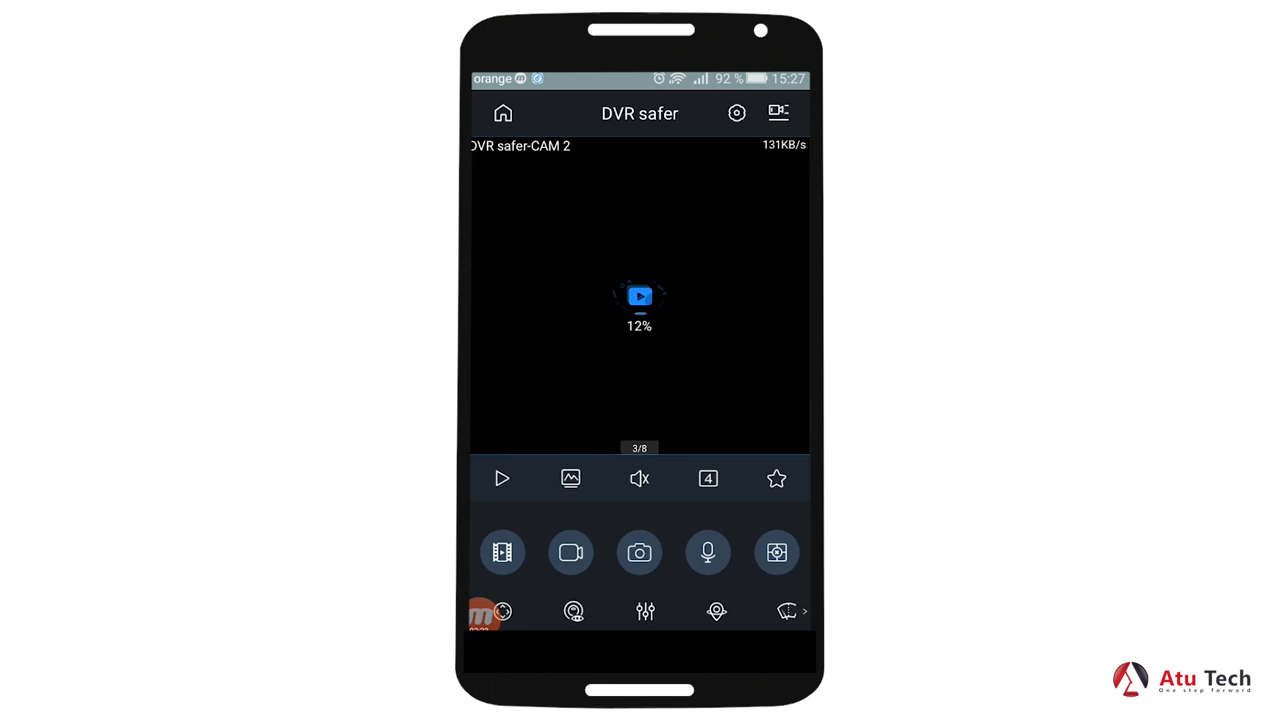 orange 92 % 15:27
DVR safer
DVR safer-CAM 2 131KB/s
12%
3/8
4
Atu Tech
One step forward